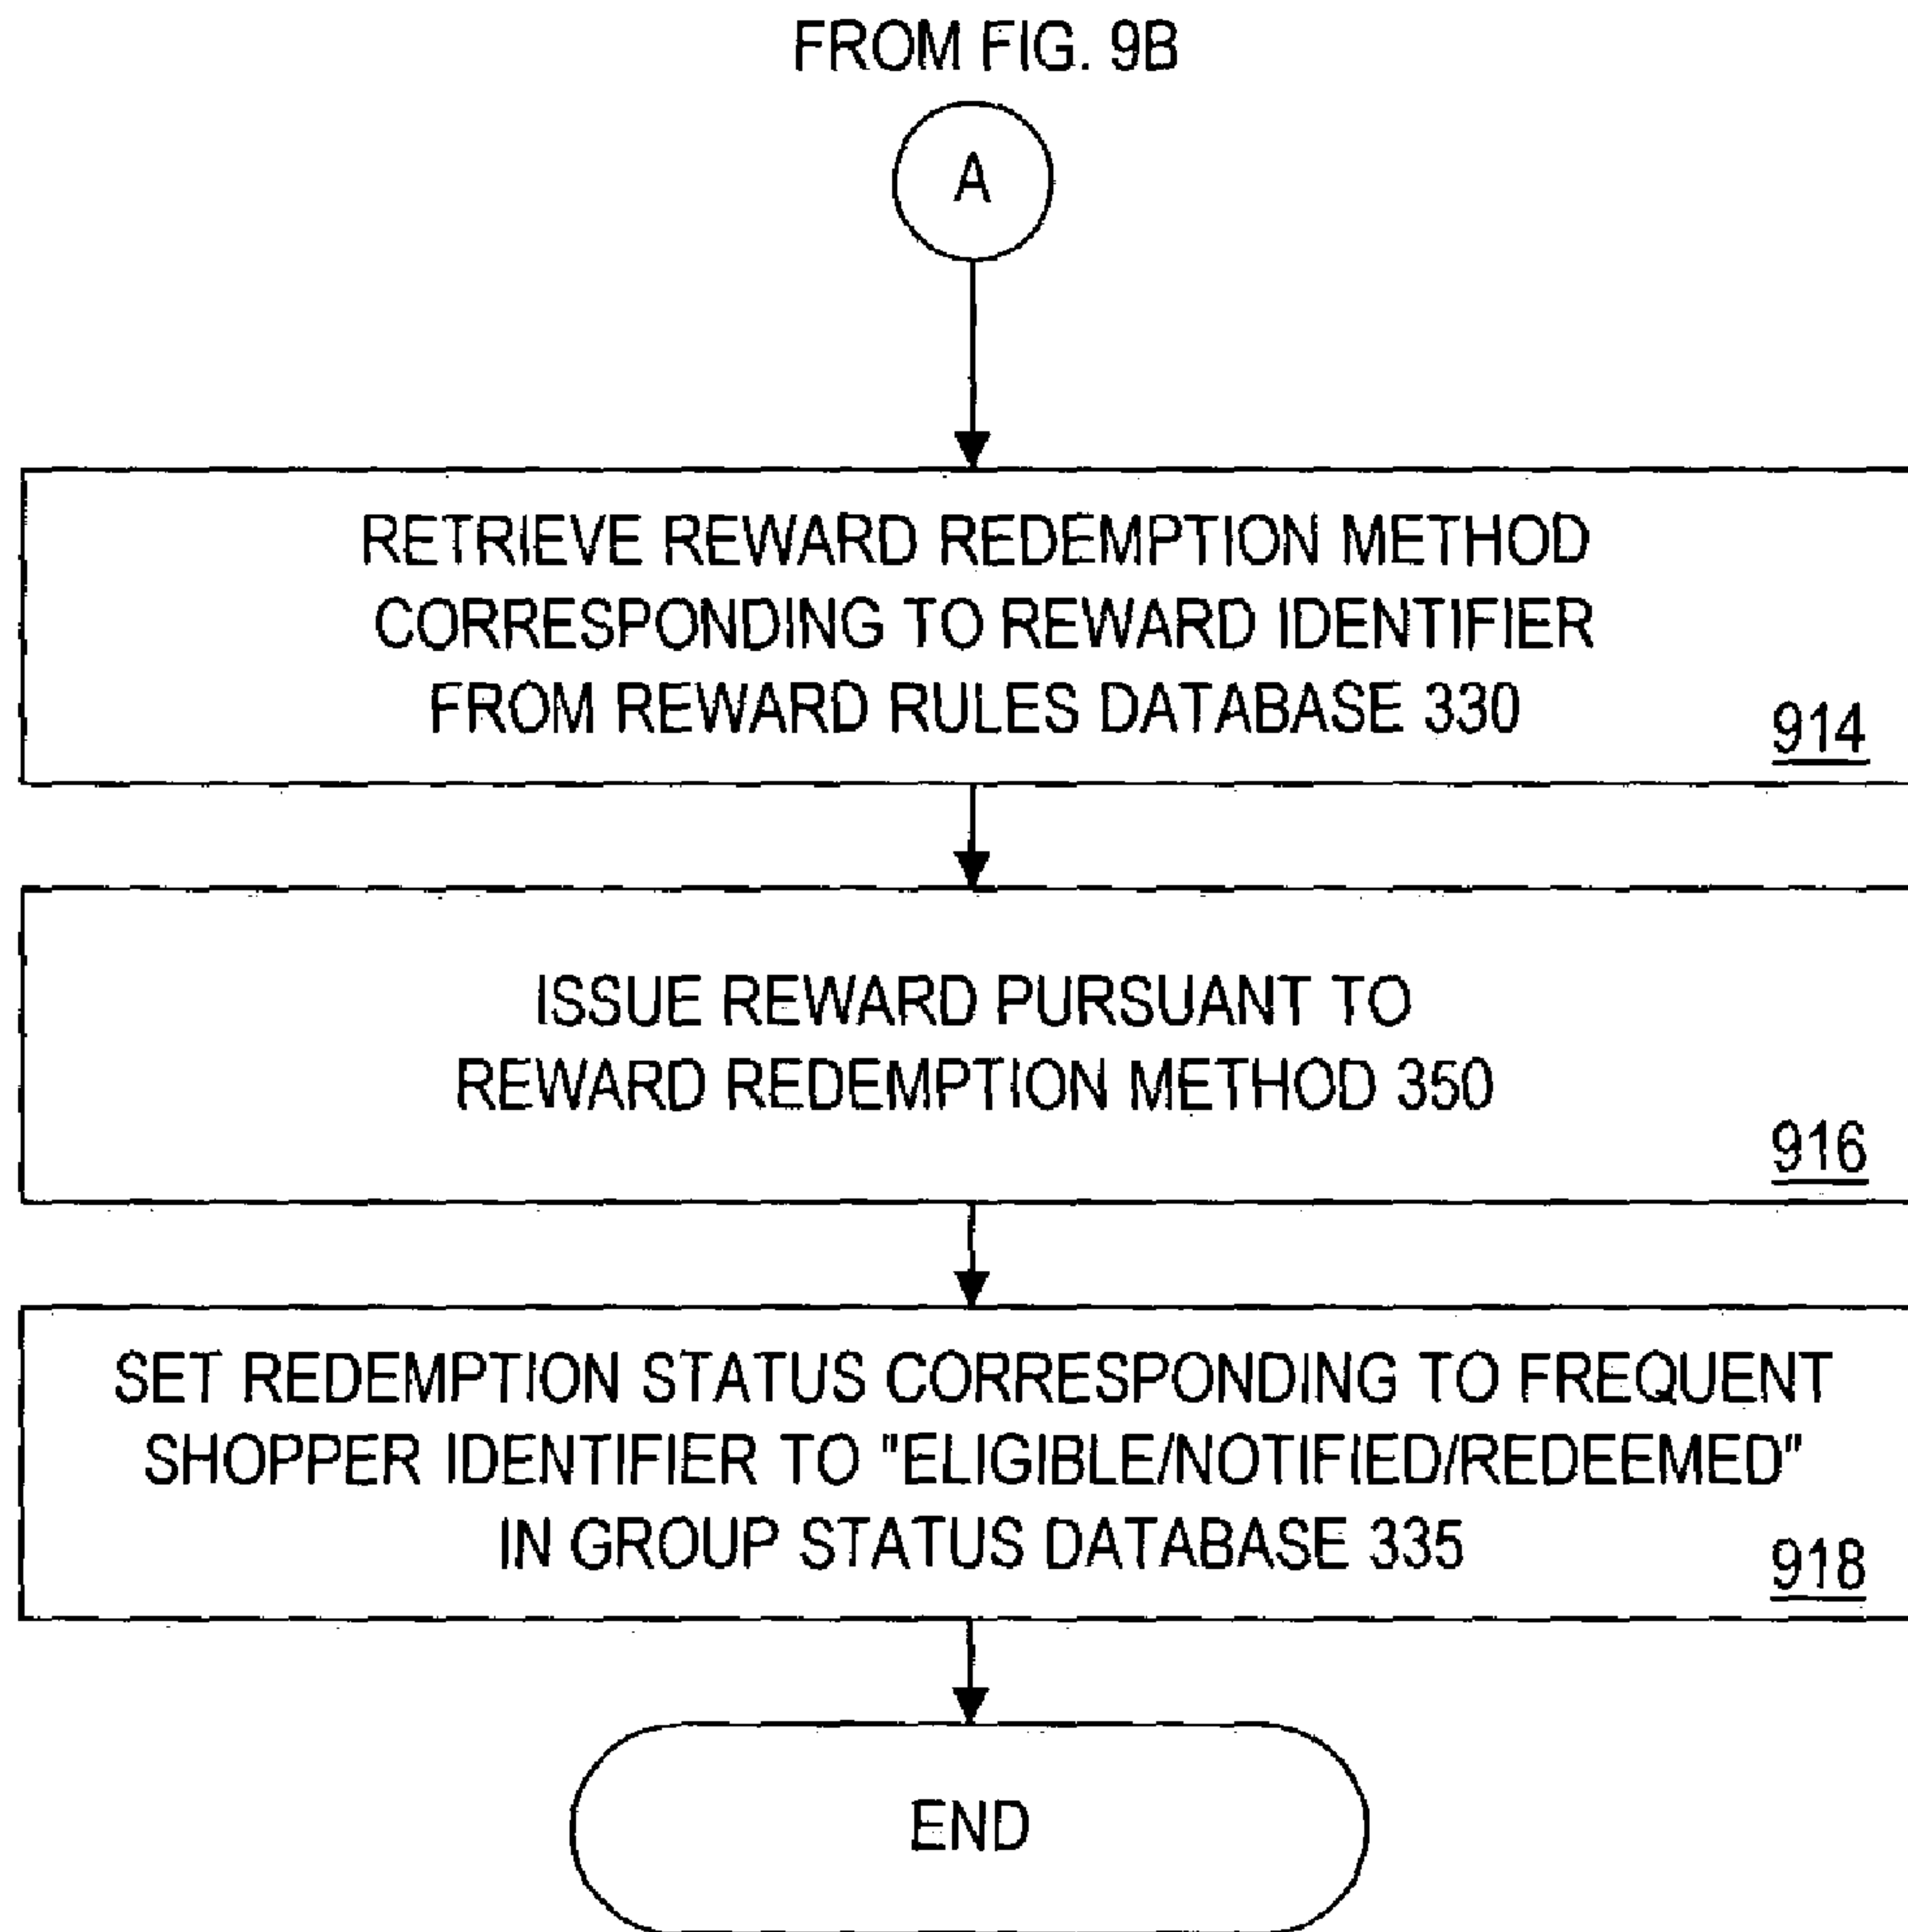 FROM FIG. 9B
A
RETRIEVE REWARD REDEMPTION METHOD
CORRESPONDING TO REWARD IDENTIFIER
FROM REWARD RULES DATABASE 330
914
ISSUE REWARD PURSUANT TO
REWARD REDEMPTION METHOD 350
916
SET REDEMPTION STATUS CORRESPONDING TO FREQUENT
SHOPPER IDENTIFIER TO "ELIGIBLE/NOTIFIED/REDEEMED"
IN GROUP STATUS DATABASE 335
918
END